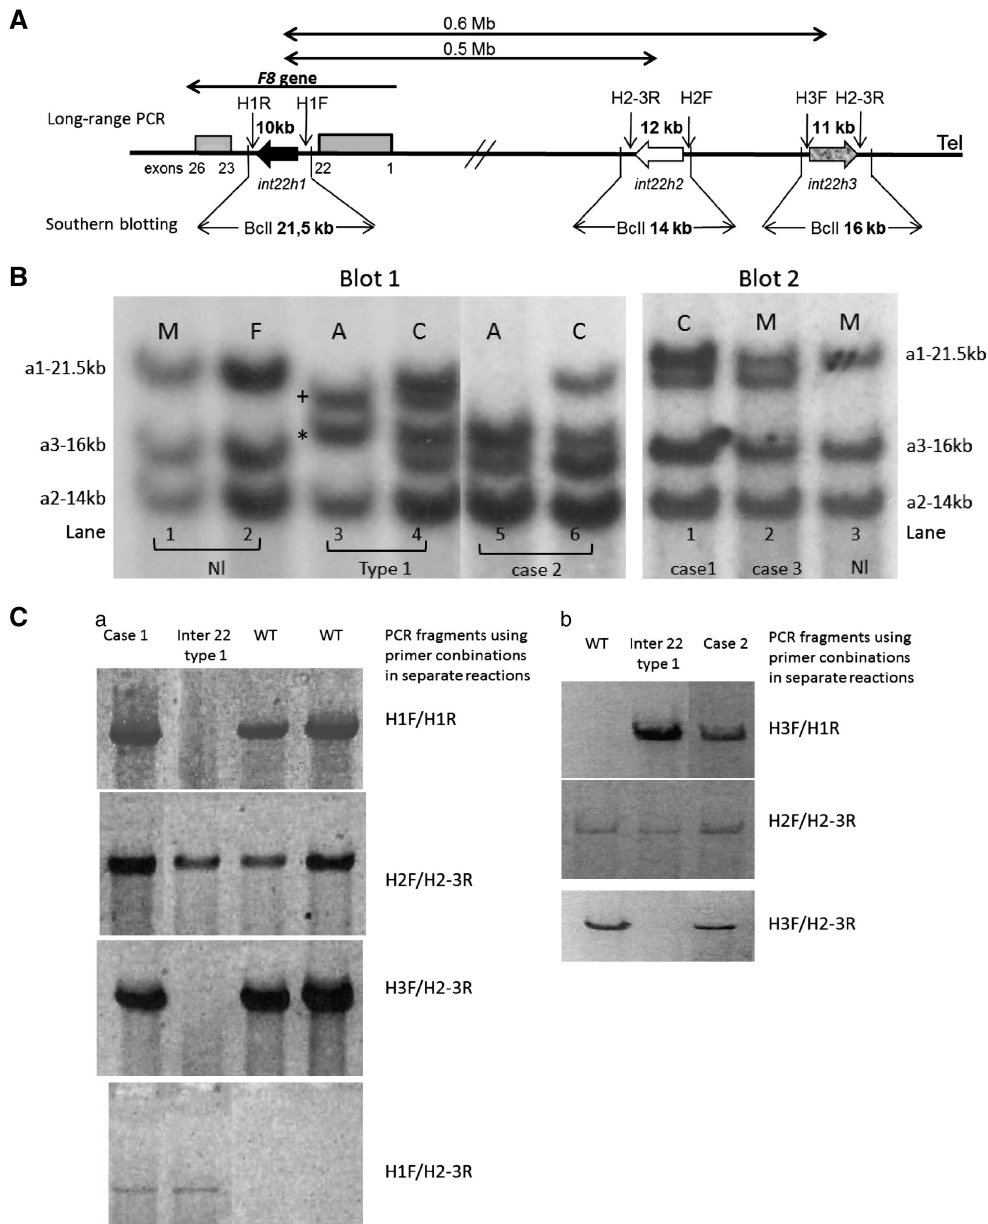 A
0.6 Mb
0.5 Mb
F8 gene
H1R H1F H2-3R H2F H3F H2-3R
Long-range PCR 10kb 12 kb 11 kb Tel
exons 26 23 int22h1 22 1 int22h2 int22h3
Southern blotting BclI 21,5 kb BclI 14 kb BclI 16 kb
B Blot 1 Blot 2
M F A C A C C M M
a1-21.5kb a1-21.5kb
+
*
a3-16kb a3-16kb
a2-14kb a2-14kb
Lane 1 2 3 4 5 6 1 2 3 Lane
Nl Type 1 case 2 case1 case 3 Nl
C
a
Case 1 Inter 22 WT WT PCR fragments using
type 1 primer combinations
in separate reactions
H1F/H1R
H2F/H2-3R
H3F/H2-3R
H1F/H2-3R
b
WT Inter 22 Case 2 PCR fragments using
type 1 primer combinations
in separate reactions
H3F/H1R
H2F/H2-3R
H3F/H2-3R